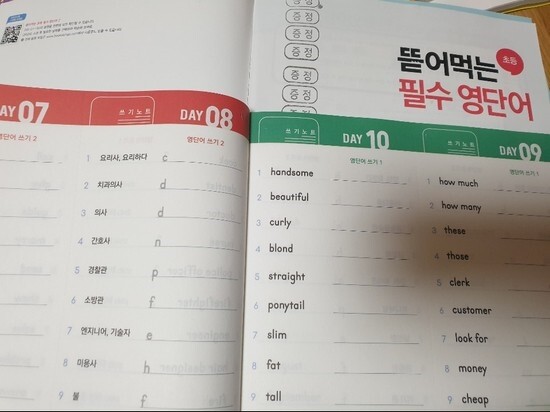 증정
증정
증정
증정
증정
증정
뜯어먹는
초등
필수 영단어
DAY 07
쓰기노트
DAY 08
영단어 쓰기 2
영단어 쓰기 2
1 요리사, 요리하다 c
2 치과의사 d
3 의사 d
4 간호사 n
5 경찰관 p
6 소방관 f
7 엔지니어, 기술자 e
8 미용사 h
9 불 f
쓰기노트
DAY 10
쓰기노트
DAY 09
영단어 쓰기 1
영단어 쓰기 1
1 handsome
2 beautiful
3 curly
4 blond
5 straight
6 ponytail
7 slim
8 fat
9 tall
1 how much
2 how many
3 these
4 those
5 clerk
6 customer
7 look for
8 money
9 cheap